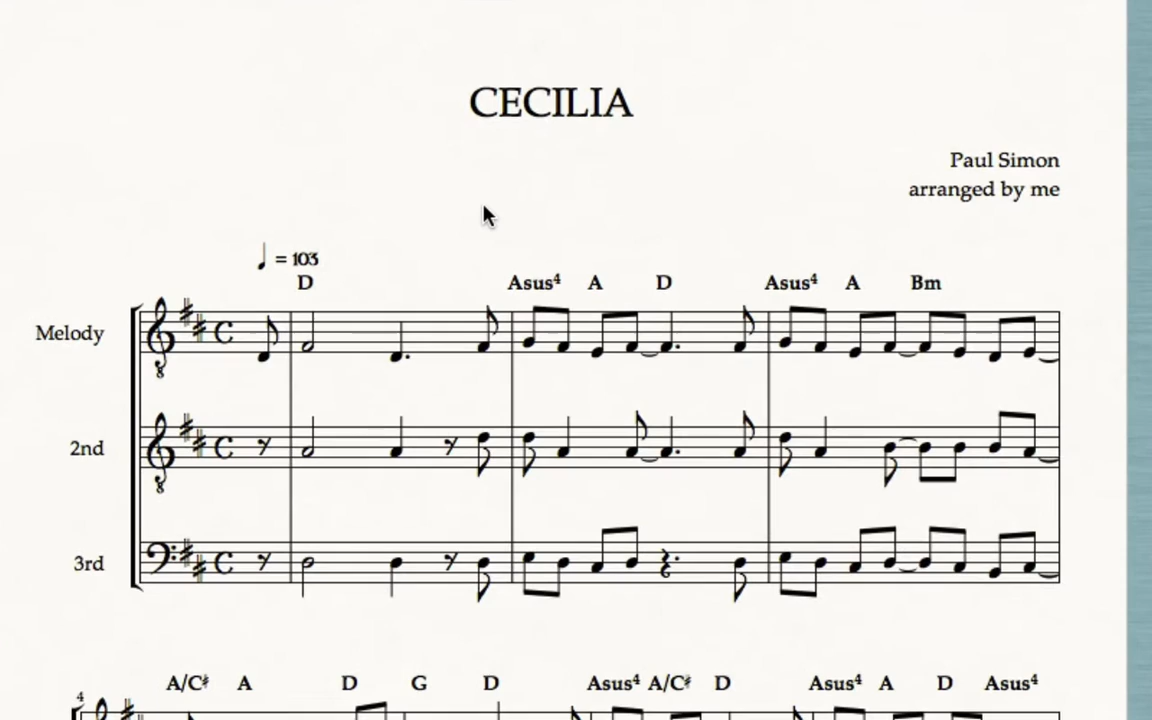 CECILIA
Paul Simon
arranged by me
♩ = 103
D Asus4 A D Asus4 A Bm
Melody
2nd
3rd
A/C♯ A D G D Asus4 A/C♯ D Asus4 A D Asus4
4